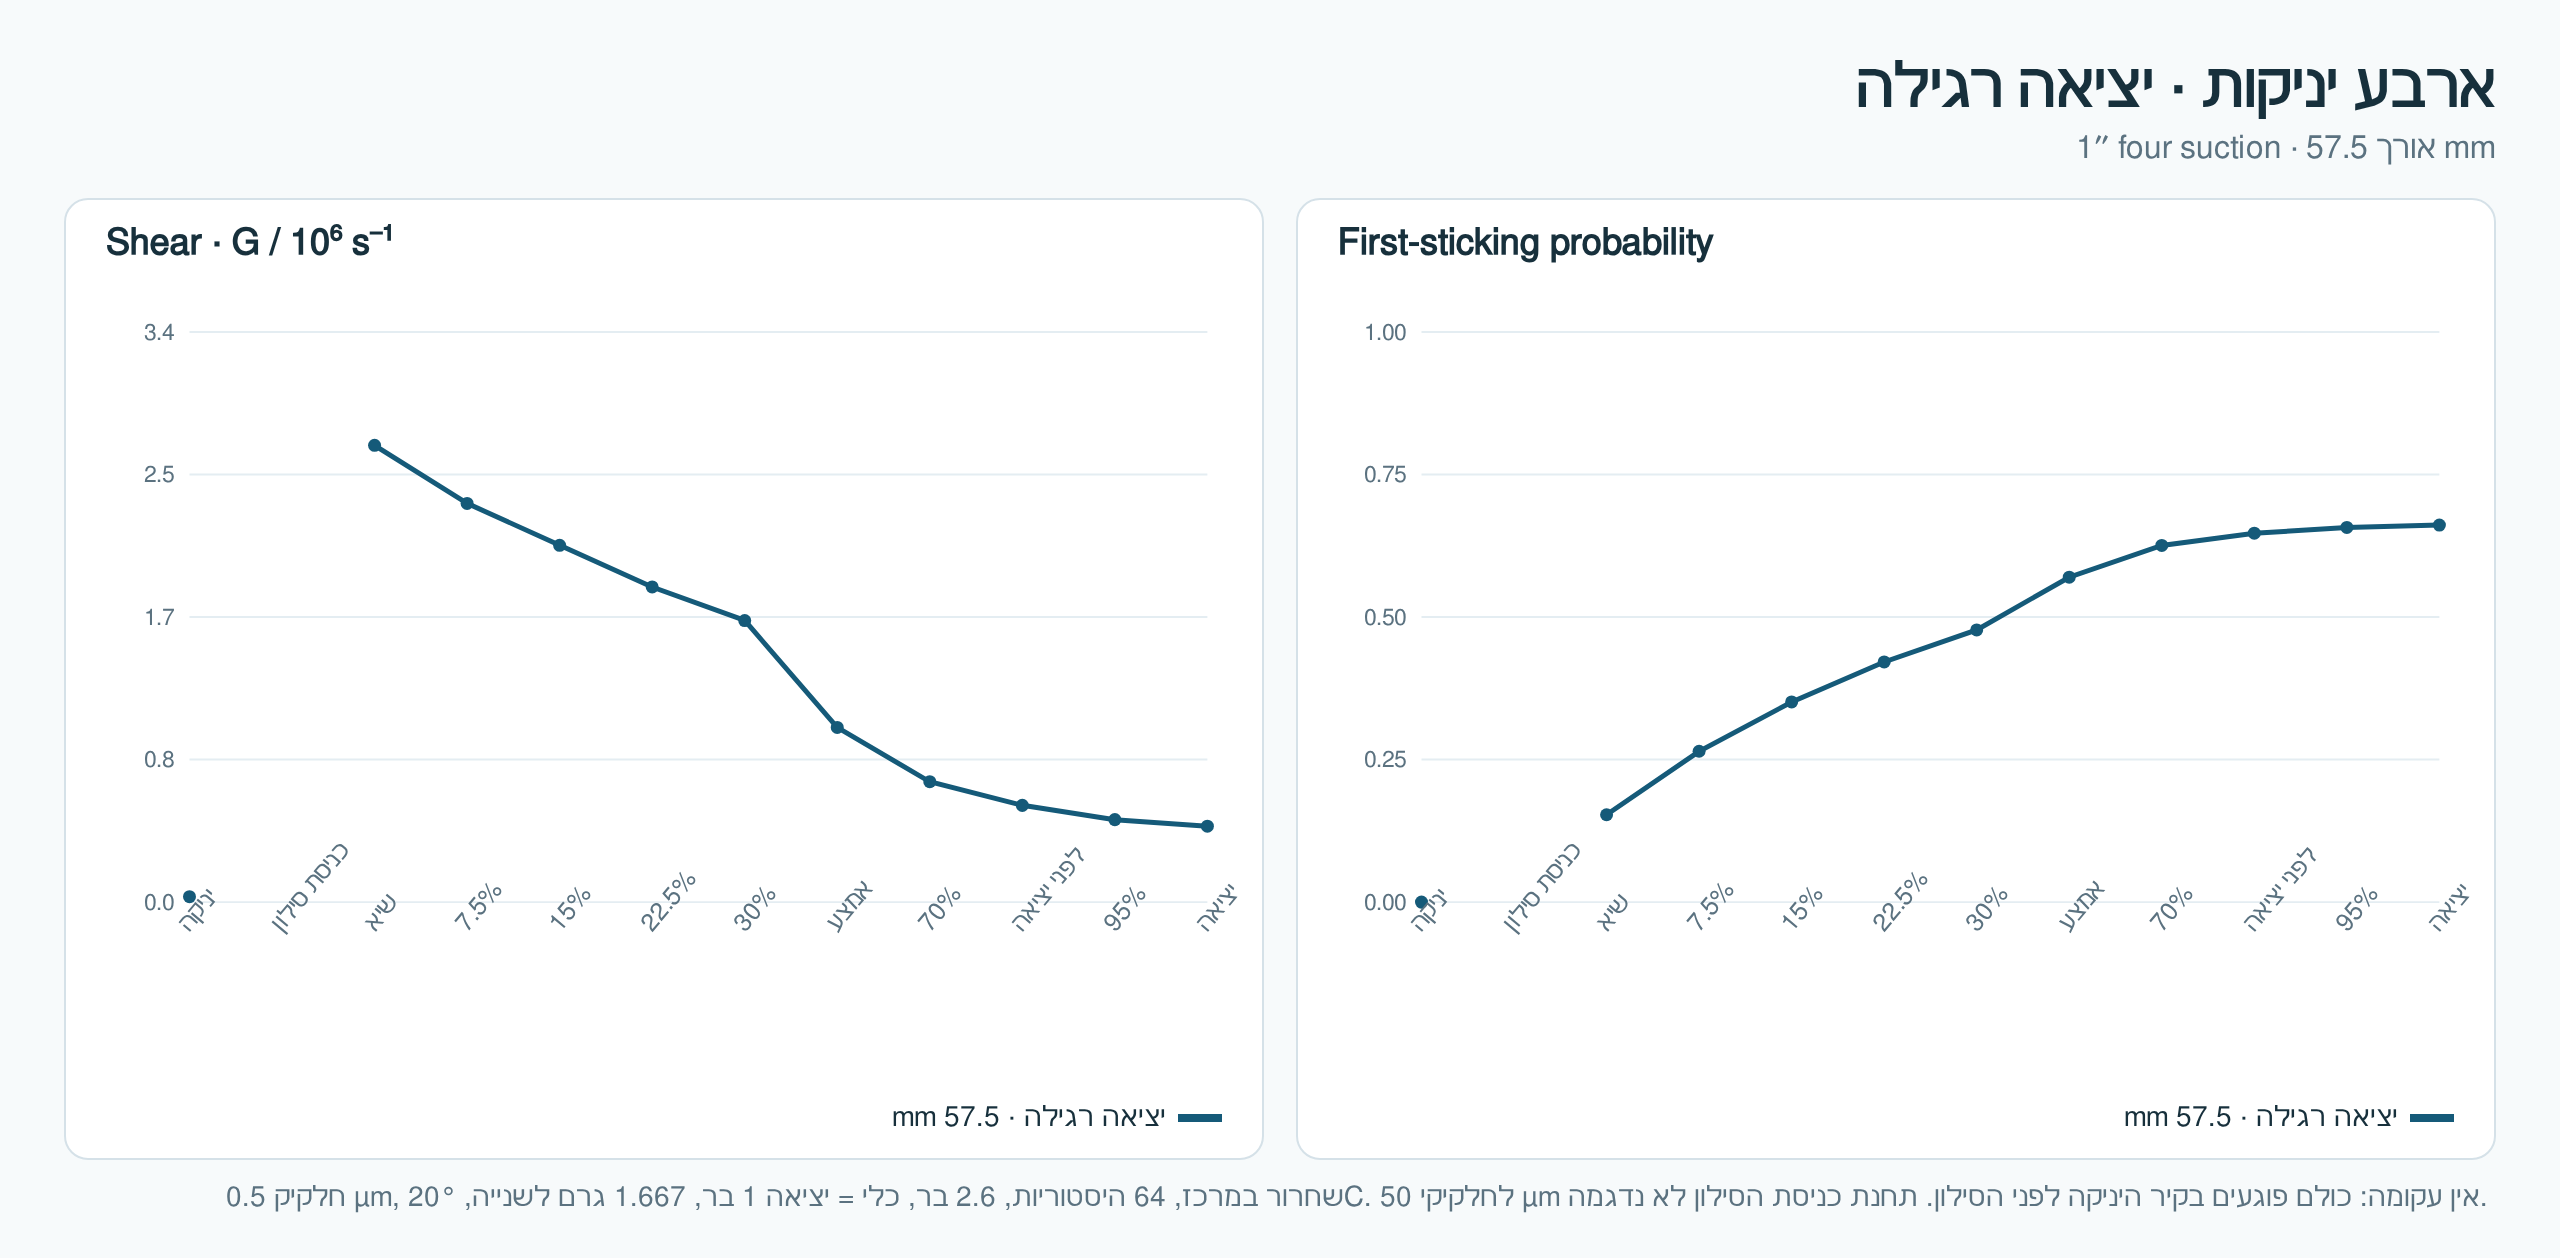 ארבע יניקות · יציאה רגילה
1″ four suction · אורך 57.5 mm
Shear · G / 10⁶ s⁻¹
3.4
2.5
1.7
0.8
0.0
יניקה
כניסת סילון
שיא
7.5%
15%
22.5%
30%
אמצע
70%
לפני יציאה
95%
יציאה
יציאה רגילה · 57.5 mm
First-sticking probability
1.00
0.75
0.50
0.25
0.00
יניקה
כניסת סילון
שיא
7.5%
15%
22.5%
30%
אמצע
70%
לפני יציאה
95%
יציאה
יציאה רגילה · 57.5 mm
חלקיק 0.5 µm, שחרור במרכז, 64 היסטוריות, 2.6 בר, כלי = יציאה 1 בר, 1.667 גרם לשנייה, 20°C. לחלקיקי 50 µm אין עקומה: כולם פוגעים בקיר היניקה לפני הסילון. תחנת כניסת הסילון לא נדגמה.